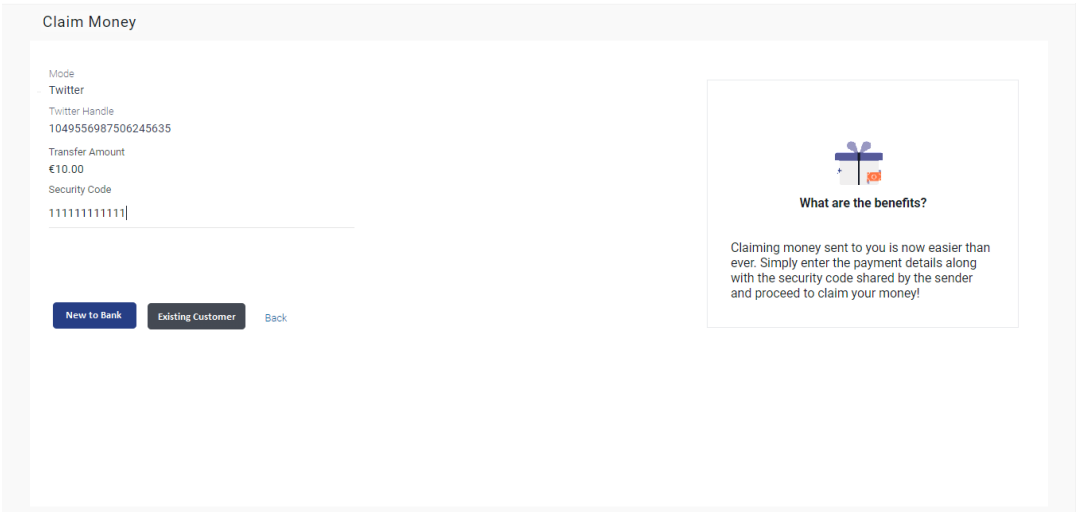 Claim Money
Mode
Twitter
Twitter Handle
1049556987506245635
Transfer Amount
€10.00
Security Code
111111111111
New to Bank
Existing Customer
Back
What are the benefits?
Claiming money sent to you is now easier than
ever. Simply enter the payment details along
with the security code shared by the sender
and proceed to claim your money!